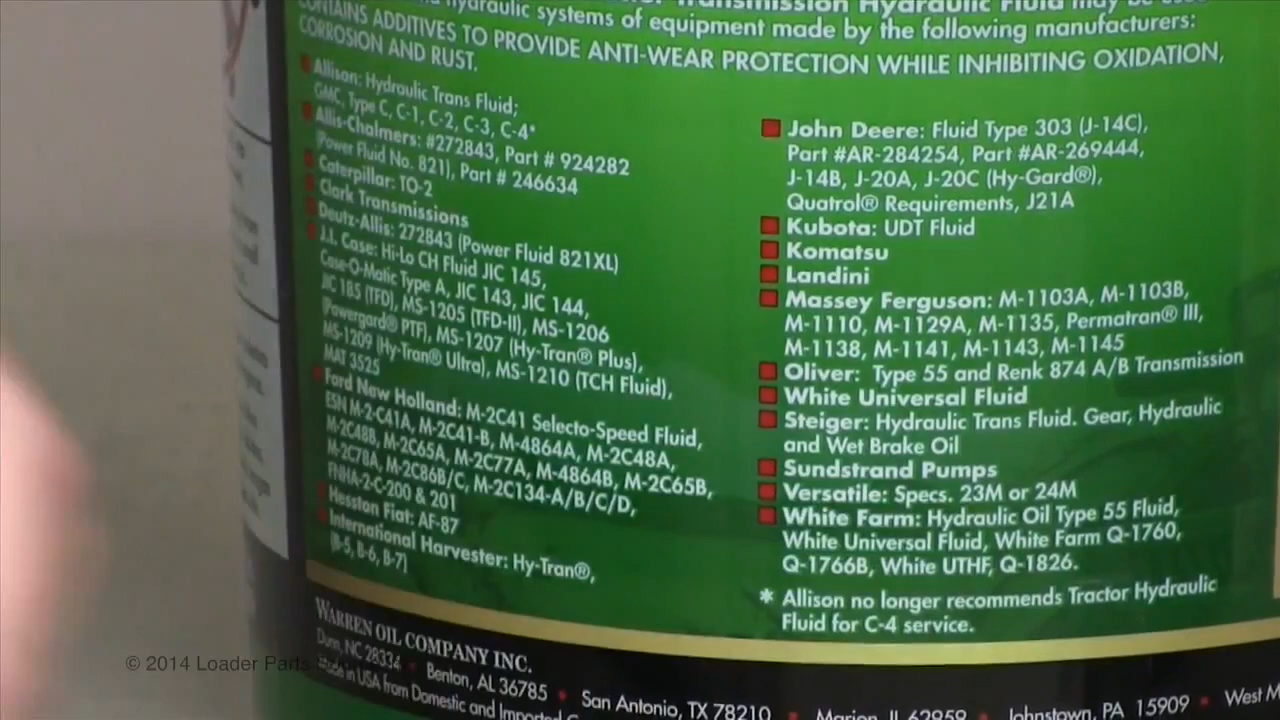 hydraulic systems of equipment made by the following manufacturers:
CONTAINS ADDITIVES TO PROVIDE ANTI-WEAR PROTECTION WHILE INHIBITING OXIDATION,
CORROSION AND RUST.
Allison: Hydraulic Trans Fluid;
GMC, Type C, C-1, C-2, C-3, C-4*
Allis-Chalmers: #272843, Part # 924282
(Power Fluid No. 821), Part # 246634
Caterpillar: TO-2
Clark Transmissions
Deutz-Allis: 272843 (Power Fluid 821XL)
J.I. Case: Hi-Lo CH Fluid JIC 145,
Case-O-Matic Type A, JIC 143, JIC 144,
JIC 185 (TFD), MS-1205 (TFD-II), MS-1206
(Powergard® PTF), MS-1207 (Hy-Tran® Plus),
MS-1209 (Hy-Tran® Ultra), MS-1210 (TCH Fluid),
MAT 3525
Ford New Holland: M-2C41 Selecto-Speed Fluid,
ESN M-2-C41A, M-2C41-B, M-4864A, M-2C48A,
M-2C48B, M-2C65A, M-2C77A, M-4864B, M-2C65B,
M-2C78A, M-2C86B/C, M-2C134-A/B/C/D,
FNHA-2-C-200 & 201
Hesston Fiat: AF-87
International Harvester: Hy-Tran®,
(B-5, B-6, B-7)
John Deere: Fluid Type 303 (J-14C),
Part #AR-284254, Part #AR-269444,
J-14B, J-20A, J-20C (Hy-Gard®),
Quatrol® Requirements, J21A
Kubota: UDT Fluid
Komatsu
Landini
Massey Ferguson: M-1103A, M-1103B,
M-1110, M-1129A, M-1135, Permatran® III,
M-1138, M-1141, M-1143, M-1145
Oliver: Type 55 and Renk 874 A/B Transmission
White Universal Fluid
Steiger: Hydraulic Trans Fluid. Gear, Hydraulic
and Wet Brake Oil
Sundstrand Pumps
Versatile: Specs. 23M or 24M
White Farm: Hydraulic Oil Type 55 Fluid,
White Universal Fluid, White Farm Q-1760,
Q-1766B, White UTHF, Q-1826.
* Allison no longer recommends Tractor Hydraulic
Fluid for C-4 service.
WARREN OIL COMPANY INC.
Dunn, NC 28334 Benton, AL 36785 San Antonio, TX 78210 Marion, IL 62959 Johnstown, PA 15909 West
Made in USA from Domestic and Imported
© 2014 Loader Parts